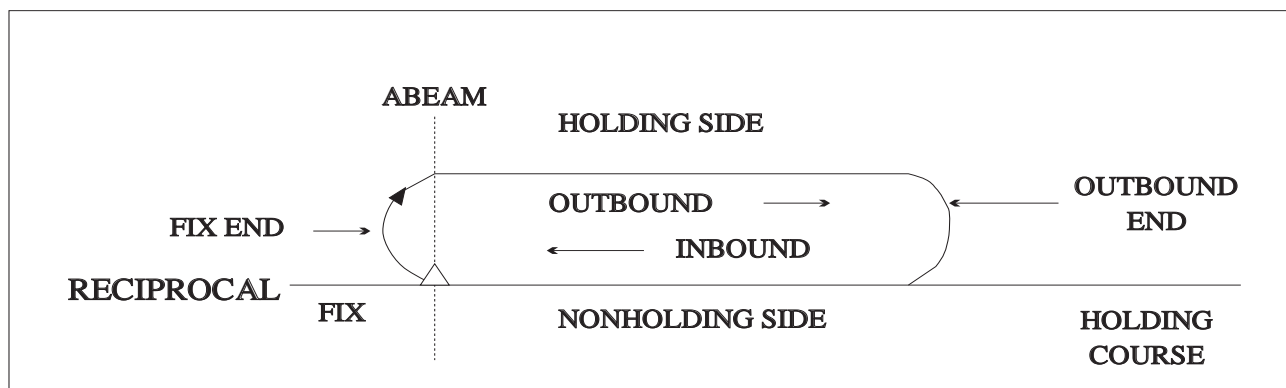 ABEAM
HOLDING SIDE
OUTBOUND
OUTBOUND
END
FIX END
INBOUND
RECIPROCAL
FIX
NONHOLDING SIDE
HOLDING
COURSE